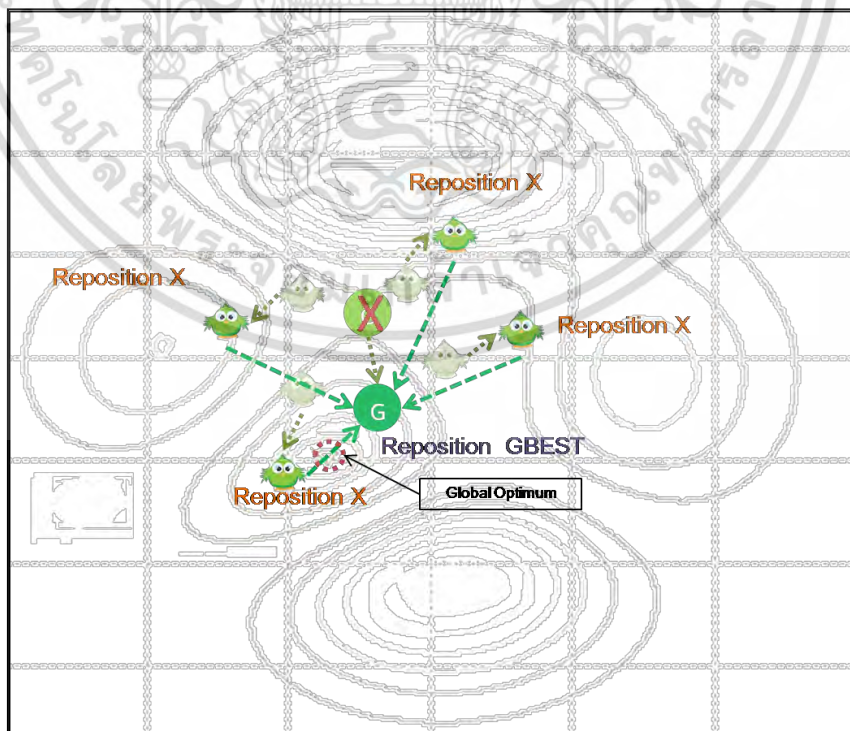 Reposition X
Reposition X
X
Reposition X
G
Reposition GBEST
Reposition X
Global Optimum